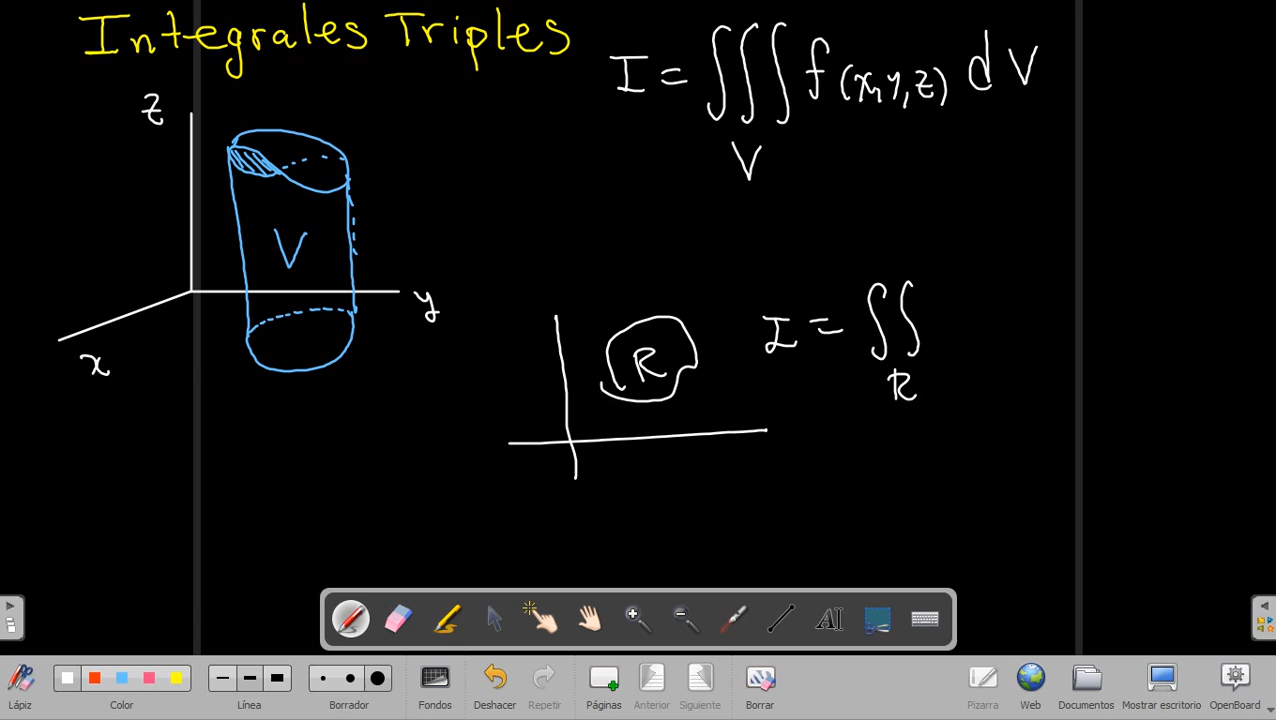 Integrales Triples
I = ∫∫∫ f(x,y,z) dV
V
z
V
y
x
R
I = ∫∫
R
Lápiz
Color
Línea
Borrador
Fondos
Deshacer
Repetir
Páginas
Anterior
Siguiente
Borrar
Pizarra
Web
Documentos
Mostrar escritorio
OpenBoard